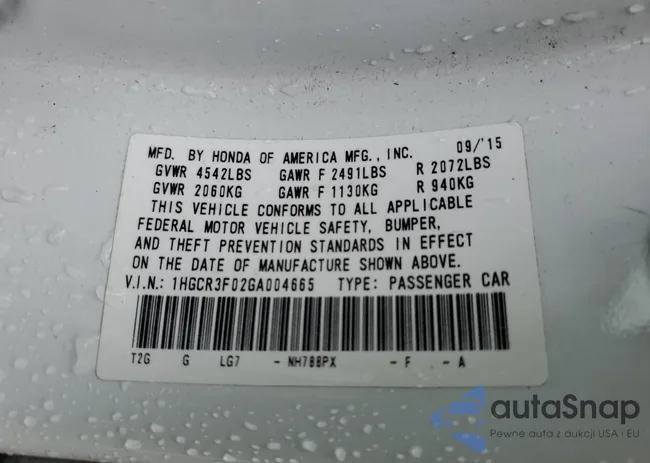 MFD. BY HONDA OF AMERICA MFG., INC. 09/'15
GVWR 4542LBS GAWR F 2491LBS R 2072LBS
GVWR 2060KG GAWR F 1130KG R 940KG
THIS VEHICLE CONFORMS TO ALL APPLICABLE
FEDERAL MOTOR VEHICLE SAFETY, BUMPER,
AND THEFT PREVENTION STANDARDS IN EFFECT
ON THE DATE OF MANUFACTURE SHOWN ABOVE.
V.I.N.: 1HGCR3F02GA004665 TYPE: PASSENGER CAR
T2G G LG7 - NH788PX - F - A
autaSnap
Pewne auta z aukcji USA i EU